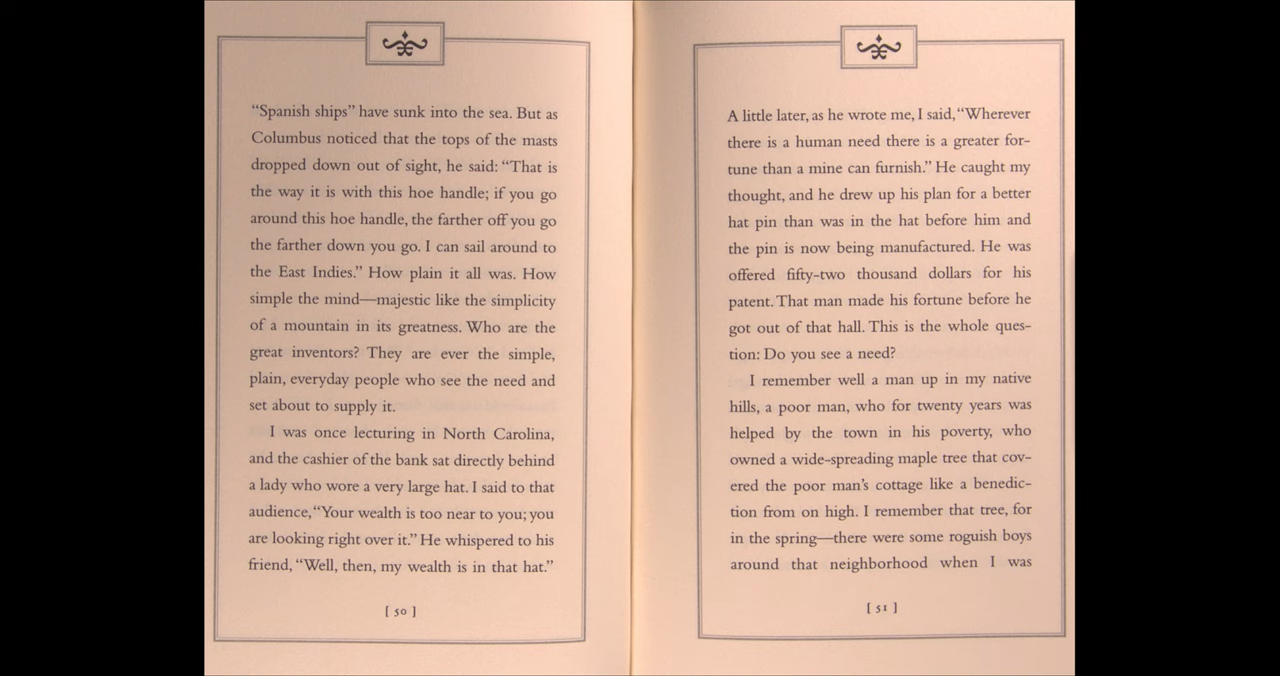 “Spanish ships” have sunk into the sea. But as
Columbus noticed that the tops of the masts
dropped down out of sight, he said: “That is
the way it is with this hoe handle; if you go
around this hoe handle, the farther off you go
the farther down you go. I can sail around to
the East Indies.” How plain it all was. How
simple the mind—majestic like the simplicity
of a mountain in its greatness. Who are the
great inventors? They are ever the simple,
plain, everyday people who see the need and
set about to supply it.
I was once lecturing in North Carolina,
and the cashier of the bank sat directly behind
a lady who wore a very large hat. I said to that
audience, “Your wealth is too near to you; you
are looking right over it.” He whispered to his
friend, “Well, then, my wealth is in that hat.”
[ 50 ]
A little later, as he wrote me, I said, “Wherever
there is a human need there is a greater for-
tune than a mine can furnish.” He caught my
thought, and he drew up his plan for a better
hat pin than was in the hat before him and
the pin is now being manufactured. He was
offered fifty-two thousand dollars for his
patent. That man made his fortune before he
got out of that hall. This is the whole ques-
tion: Do you see a need?
I remember well a man up in my native
hills, a poor man, who for twenty years was
helped by the town in his poverty, who
owned a wide-spreading maple tree that cov-
ered the poor man’s cottage like a benedic-
tion from on high. I remember that tree, for
in the spring—there were some roguish boys
around that neighborhood when I was
[ 51 ]